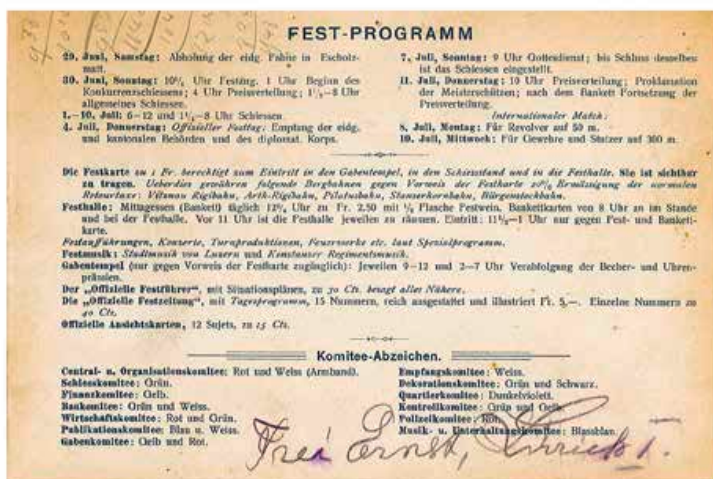 FEST-PROGRAMM
29. Juni, Samstag: Abholung der eidg. Fahne in Escholz-
matt.
30. Juni, Sonntag: Uhr Festzug. 1 Uhr Beginn des
Konkurrenzschiessens; 4 Uhr Preisverteilung; 1½–8 Uhr
allgemeines Schiessen.
1.–10. Juli: 6–12 und 1½–8 Uhr Schiessen
4. Juli, Donnerstag: Offizieller Festtag: Empfang der eidg.
und kantonalen Behörden und des diplomat. Korps.
7. Juli, Sonntag: 9 Uhr Gottesdienst; bis Schluss desselben
ist das Schiessen eingestellt.
11. Juli, Donnerstag: 10 Uhr Preisverteilung; Proklamation
der Meisterschützen; nach dem Bankett Fortsetzung der
Preisverteilung.
Internationaler Match:
8. Juli, Montag: Für Revolver auf 50 m.
10. Juli, Mittwoch: Für Gewehre und Stutzer auf 300 m.
Die Festkarte zu 1 Fr. berechtigt zum Eintritt in den Gabentempel, in den Schiessstand und in die Festhalle. Sie ist sichtbar
zu tragen. Ueberdies gewähren folgende Bergbahnen gegen Vorweis der Festkarte 20% Ermässigung der normalen
Retourtaxe: Vitznau-Rigibahn, Arth-Rigibahn, Pilatusbahn, Stanserhornbahn, Bürgenstockbahn.
Festhalle: Mittagessen (Bankett) täglich Uhr zu Fr. 2.50 mit ½ Flasche Festwein. Bankettkarten von 8 Uhr an im Stande
und bei der Festhalle. Vor 11 Uhr ist die Festhalle jeweilen zu räumen. Eintritt: 11½–1 Uhr nur gegen Fest- und Bankett-
karte.
Festaufführungen, Konzerte, Turnproduktionen, Feuerwerke etc. laut Spezialprogramm.
Festmusik: Stadtmusik von Luzern und Konstanzer Regimentsmusik.
Gabentempel (nur gegen Vorweis der Festkarte zugänglich): Jeweilen 9–12 und 2–7 Uhr Verabfolgung der Becher- und Uhren-
prämien.
Der „Offizielle Festführer“, mit Situationsplänen, zu 30 Cts. besagt alles Nähere.
Die „Offizielle Festzeitung“, mit Tagesprogramm, 15 Nummern, reich ausgestattet und illustriert Fr. 5.—. Einzelne Nummern zu
40 Cts.
Offizielle Ansichtskarten, 12 Sujets, zu 15 Cts.
Komitee-Abzeichen.
Central- u. Organisationskomitee: Rot und Weiss (Armband).
Schiesskomitee: Grün.
Finanzkomitee: Gelb.
Baukomitee: Grün und Weiss.
Wirtschaftskomitee: Rot und Grün.
Publikationskomitee: Blau u. Weiss.
Gabenkomitee: Gelb und Rot.
Empfangskomitee: Weiss.
Dekorationskomitee: Grün und Schwarz.
Quartierkomitee: Dunkelviolett.
Kontrollkomitee: Grün und Gelb.
Polizeikomitee: Rot.
Musik- u. Unterhaltungskomitee: Blassblau.
Frei Ernst, Zürich I.